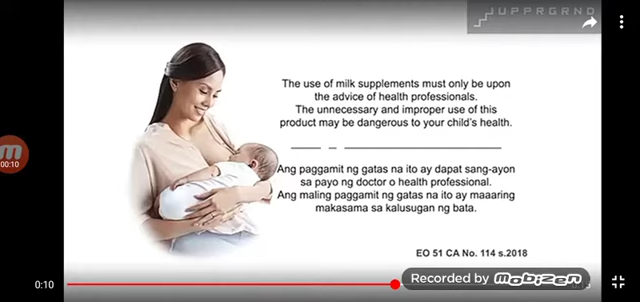 JUPPRGRND
The use of milk supplements must only be upon
the advice of health professionals.
The unnecessary and improper use of this
product may be dangerous to your child's health.
Ang paggamit ng gatas na ito ay dapat sang-ayon
sa payo ng doctor o health professional.
Ang maling paggamit ng gatas na ito ay maaaring
makasama sa kalusugan ng bata.
EO 51 CA No. 114 s.2018
00:10
0:10
Recorded by mobizen